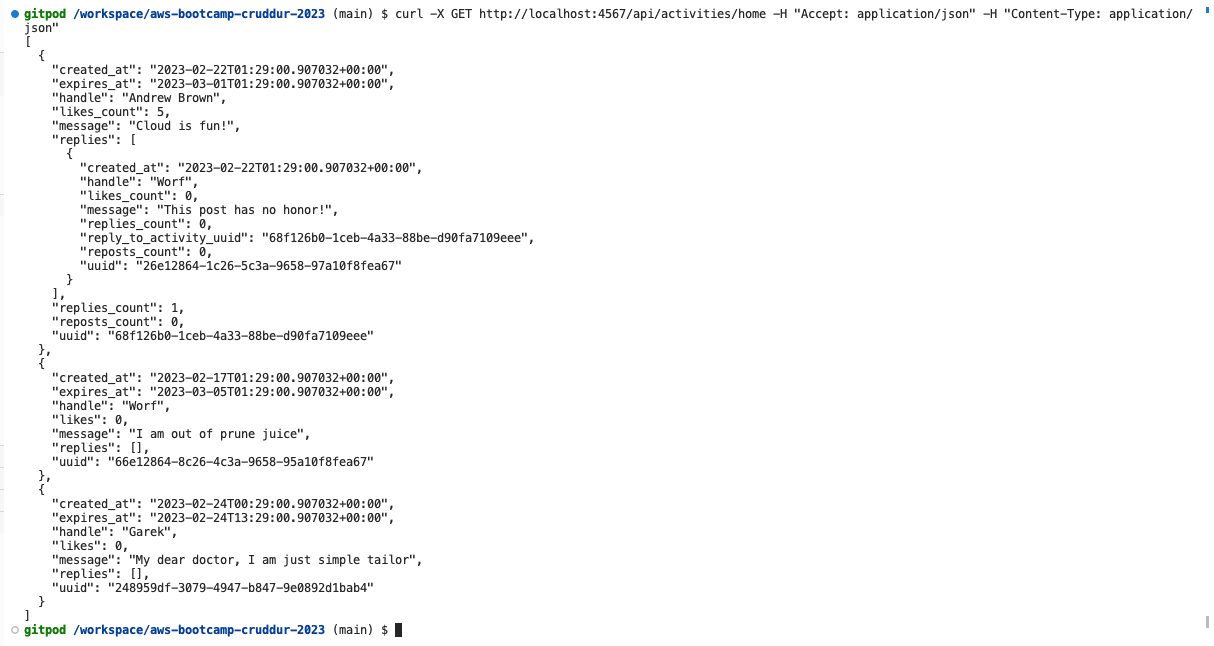 gitpod /workspace/aws-bootcamp-cruddur-2023 (main) $ curl -X GET http://localhost:4567/api/activities/home -H "Accept: application/json" -H "Content-Type: application/
json"
[
  {
    "created_at": "2023-02-22T01:29:00.907032+00:00",
    "expires_at": "2023-03-01T01:29:00.907032+00:00",
    "handle": "Andrew Brown",
    "likes_count": 5,
    "message": "Cloud is fun!",
    "replies": [
      {
        "created_at": "2023-02-22T01:29:00.907032+00:00",
        "handle": "Worf",
        "likes_count": 0,
        "message": "This post has no honor!",
        "replies_count": 0,
        "reply_to_activity_uuid": "68f126b0-1ceb-4a33-88be-d90fa7109eee",
        "reposts_count": 0,
        "uuid": "26e12864-1c26-5c3a-9658-97a10f8fea67"
      }
    ],
    "replies_count": 1,
    "reposts_count": 0,
    "uuid": "68f126b0-1ceb-4a33-88be-d90fa7109eee"
  },
  {
    "created_at": "2023-02-17T01:29:00.907032+00:00",
    "expires_at": "2023-03-05T01:29:00.907032+00:00",
    "handle": "Worf",
    "likes": 0,
    "message": "I am out of prune juice",
    "replies": [],
    "uuid": "66e12864-8c26-4c3a-9658-95a10f8fea67"
  },
  {
    "created_at": "2023-02-24T00:29:00.907032+00:00",
    "expires_at": "2023-02-24T13:29:00.907032+00:00",
    "handle": "Garek",
    "likes": 0,
    "message": "My dear doctor, I am just simple tailor",
    "replies": [],
    "uuid": "248959df-3079-4947-b847-9e0892d1bab4"
  }
]
gitpod /workspace/aws-bootcamp-cruddur-2023 (main) $